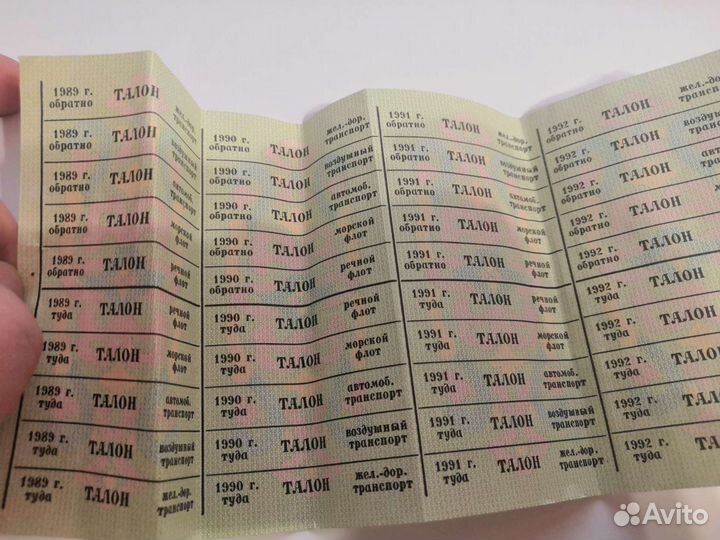 1989 г. ТАЛОН жел.-дор.
обратно транспорт
1989 г. ТАЛОН воздушный
обратно транспорт
1989 г. ТАЛОН автомоб.
обратно транспорт
1989 г. ТАЛОН морской
обратно флот
1989 г. ТАЛОН речной
обратно флот
1989 г. ТАЛОН речной
туда флот
1989 г. ТАЛОН морской
туда флот
1989 г. ТАЛОН автомоб.
туда транспорт
1989 г. ТАЛОН воздушный
туда транспорт
1989 г. ТАЛОН жел.-дор.
туда транспорт
1990 г. ТАЛОН жел.-дор.
обратно транспорт
1990 г. ТАЛОН воздушный
обратно транспорт
1990 г. ТАЛОН автомоб.
обратно транспорт
1990 г. ТАЛОН морской
обратно флот
1990 г. ТАЛОН речной
обратно флот
1990 г. ТАЛОН речной
туда флот
1990 г. ТАЛОН морской
туда флот
1990 г. ТАЛОН автомоб.
туда транспорт
1990 г. ТАЛОН воздушный
туда транспорт
1990 г. ТАЛОН жел.-дор.
туда транспорт
1991 г. ТАЛОН жел.-дор.
обратно транспорт
1991 г. ТАЛОН воздушный
обратно транспорт
1991 г. ТАЛОН автомоб.
обратно транспорт
1991 г. ТАЛОН морской
обратно флот
1991 г. ТАЛОН речной
обратно флот
1991 г. ТАЛОН речной
туда флот
1991 г. ТАЛОН морской
туда флот
1991 г. ТАЛОН автомоб.
туда транспорт
1991 г. ТАЛОН воздушный
туда транспорт
1991 г. ТАЛОН жел.-дор.
туда транспорт
1992 г. ТАЛОН жел.-дор.
обратно транспорт
1992 г. ТАЛОН
обратно
1992 г. ТАЛОН
обратно
1992 г. ТАЛОН
обратно
1992 г. ТАЛОН
обратно
1992 г. ТАЛОН
туда
1992 г. ТАЛОН
туда
1992 г. ТАЛОН
туда
1992 г. ТАЛОН
туда
1992 г. ТАЛОН
туда
Avito